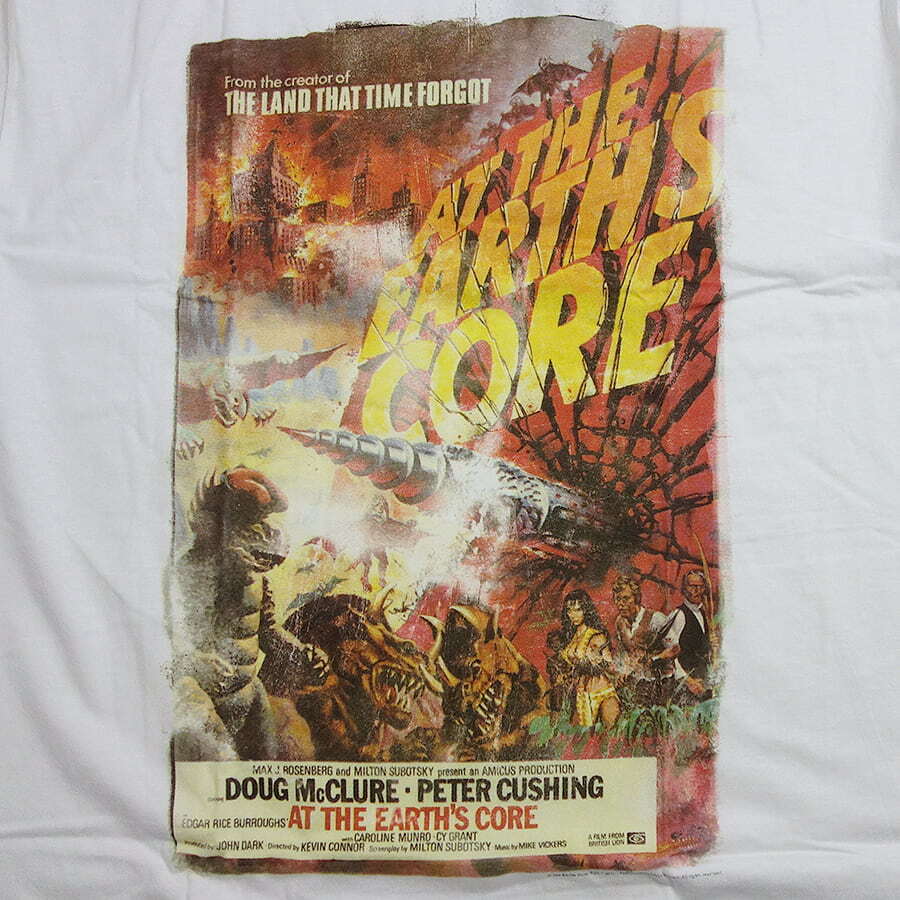 From the creator of
THE LAND THAT TIME FORGOT
AT THE
EARTH'S
CORE
MAX J. ROSENBERG and MILTON SUBOTSKY present an AMICUS PRODUCTION
DOUG McCLURE · PETER CUSHING
EDGAR RICE BURROUGHS' AT THE EARTH'S CORE
with CAROLINE MUNRO · CY GRANT
by JOHN DARK · Directed by KEVIN CONNOR Screenplay by MILTON SUBOTSKY Music by MIKE VICKERS
A FILM FROM
BRITISH LION